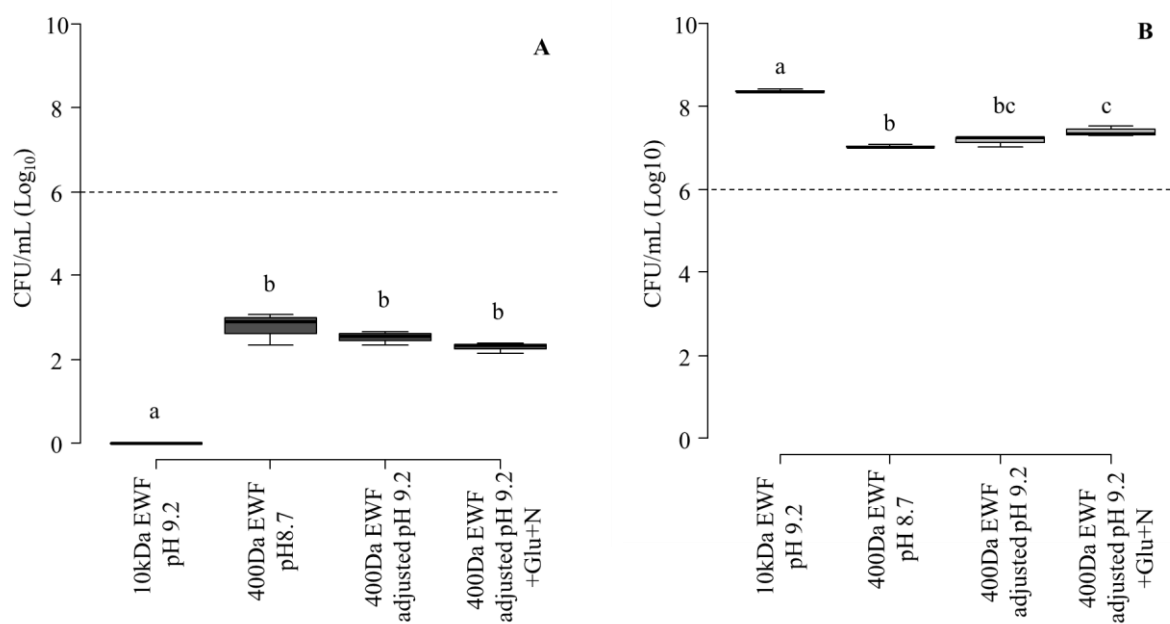 A
CFU/mL (Log₁₀)
10
8
6
4
2
0
a
b
b
b
10kDa EWF
pH 9.2
400Da EWF
pH8.7
400Da EWF
adjusted pH 9.2
400Da EWF
adjusted pH 9.2
+Glu+N
B
CFU/mL (Log10)
10
8
6
4
2
0
a
b
bc
c
10kDa EWF
pH 9.2
400Da EWF
pH 8.7
400Da EWF
adjusted pH 9.2
400Da EWF
adjusted pH 9.2
+Glu+N